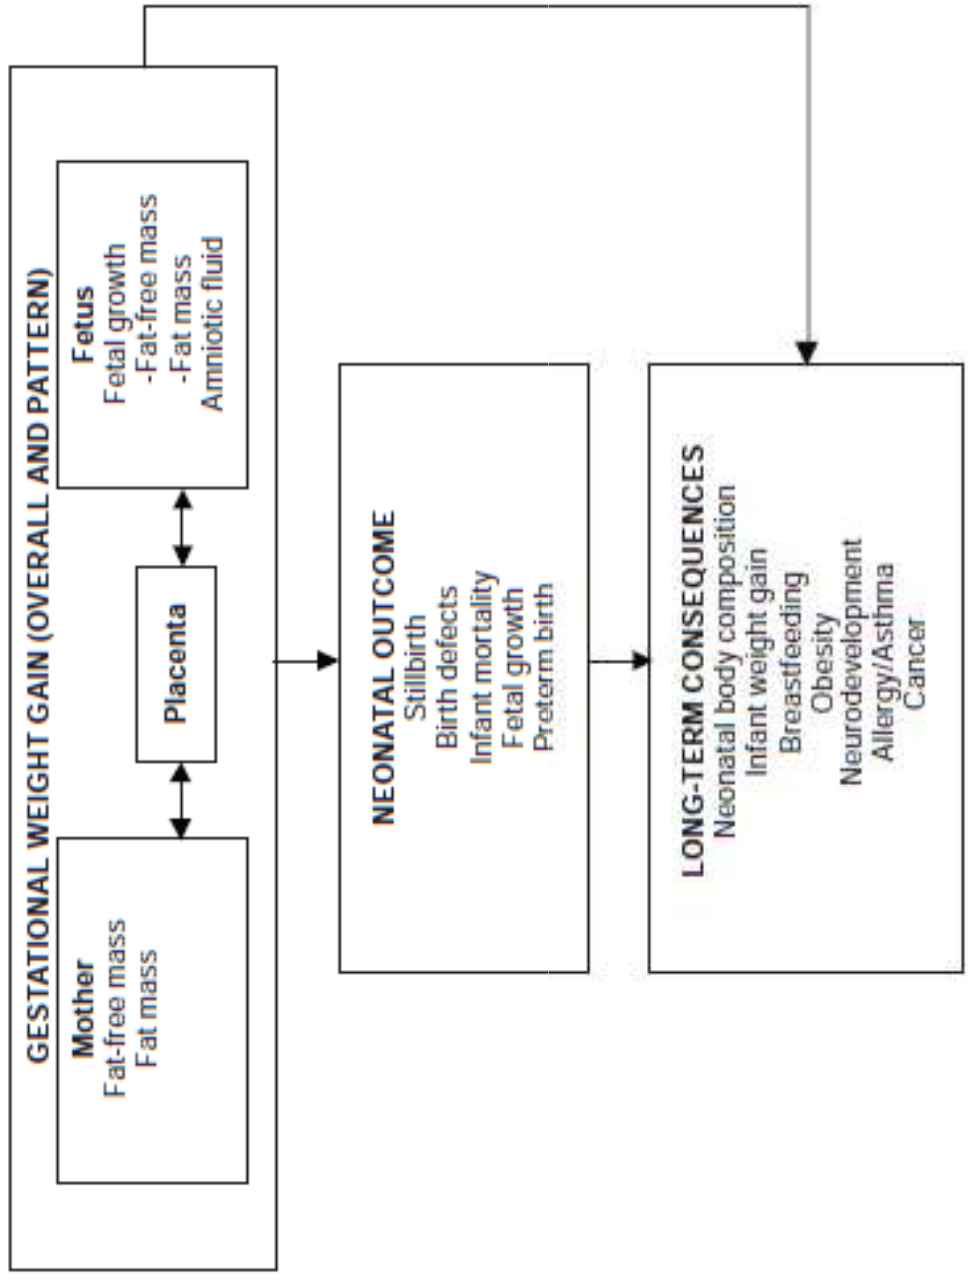 GESTATIONAL WEIGHT GAIN (OVERALL AND PATTERN)
Mother
Fat-free mass
Fat mass
Placenta
Fetus
Fetal growth
-Fat-free mass
-Fat mass
Amniotic fluid
NEONATAL OUTCOME
Stillbirth
Birth defects
Infant mortality
Fetal growth
Preterm birth
LONG-TERM CONSEQUENCES
Neonatal body composition
Infant weight gain
Breastfeeding
Obesity
Neurodevelopment
Allergy/Asthma
Cancer